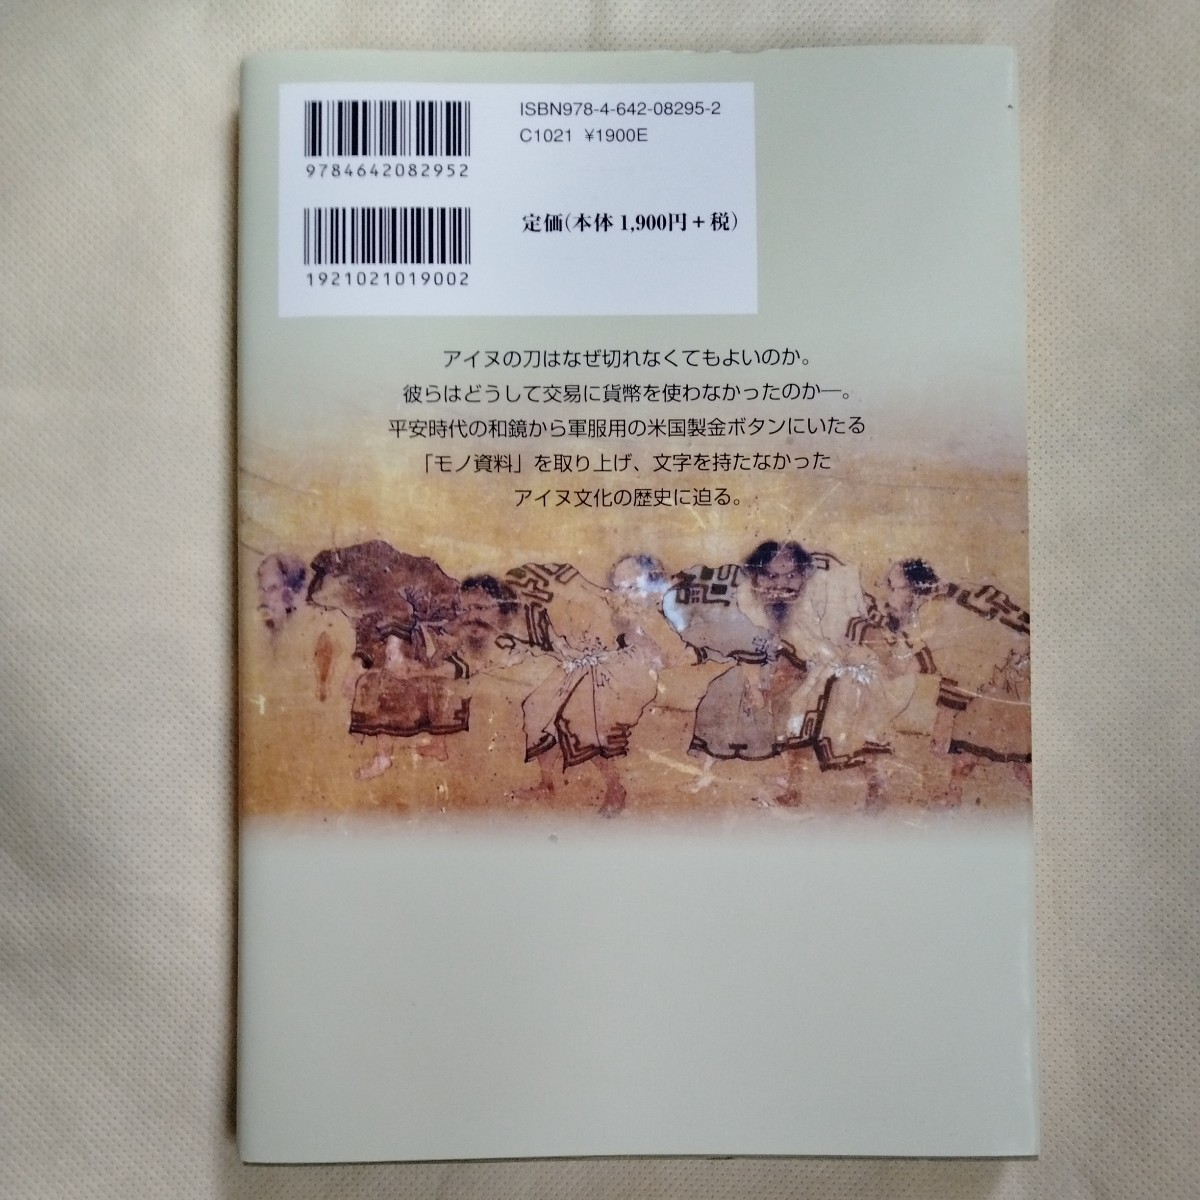 ISBN978-4-642-08295-2
C1021 ¥1900E
9784642082952
定価(本体1,900円+税)
1921021019002
アイヌの刀はなぜ切れなくてもよいのか。
彼らはどうして交易に貨幣を使わなかったのか―。
平安時代の和鏡から軍服用の米国製金ボタンにいたる
「モノ資料」を取り上げ、文字を持たなかった
アイヌ文化の歴史に迫る。